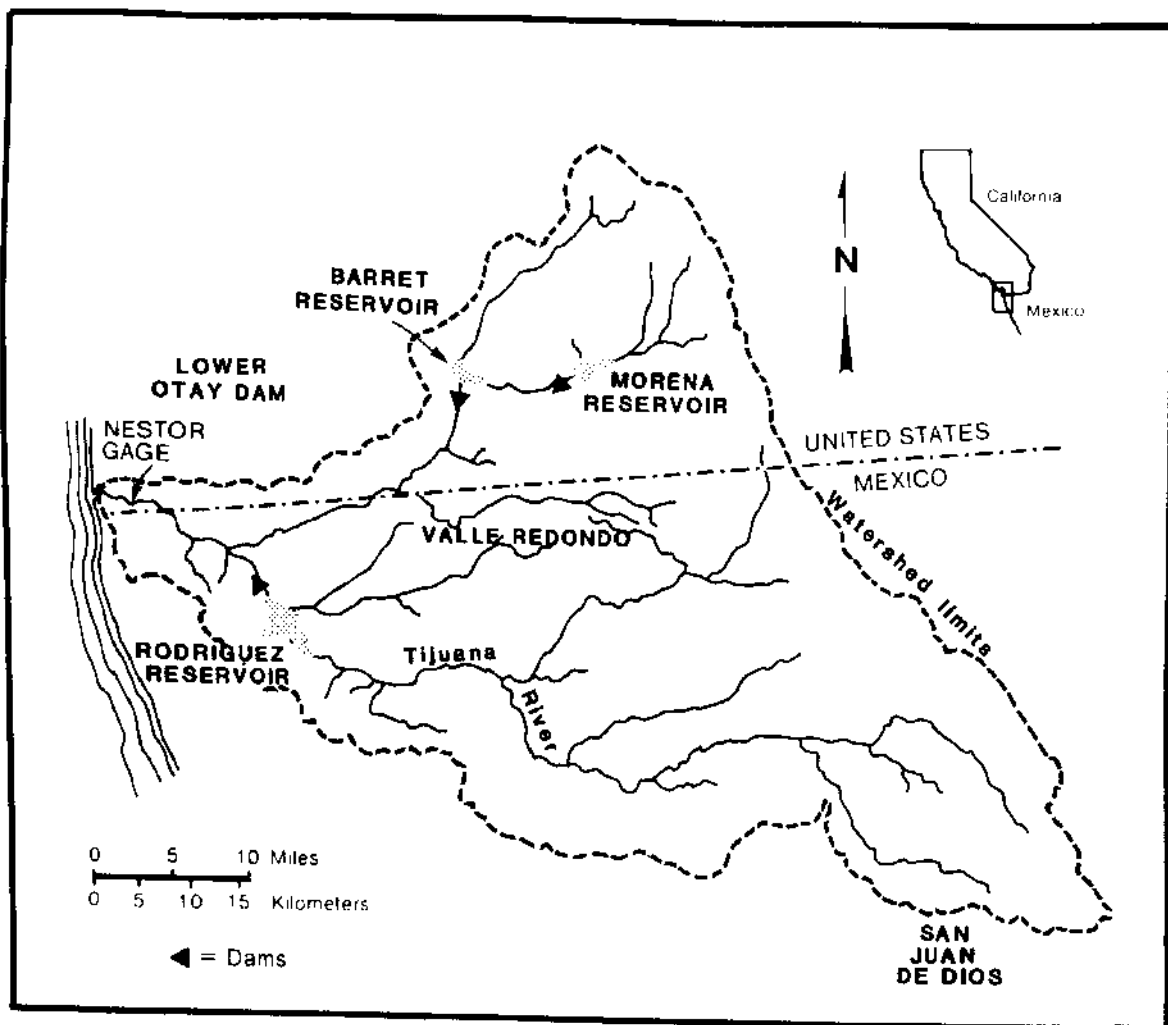 BARRET
RESERVOIR
LOWER
OTAY DAM
NESTOR
GAGE
MORENA
RESERVOIR
N
California
Mexico
UNITED STATES
MEXICO
Watershed limits
VALLE REDONDO
RODRIGUEZ
RESERVOIR
Tijuana
River
SAN
JUAN
DE DIOS
0 5 10 Miles
0 5 10 15 Kilometers
= Dams